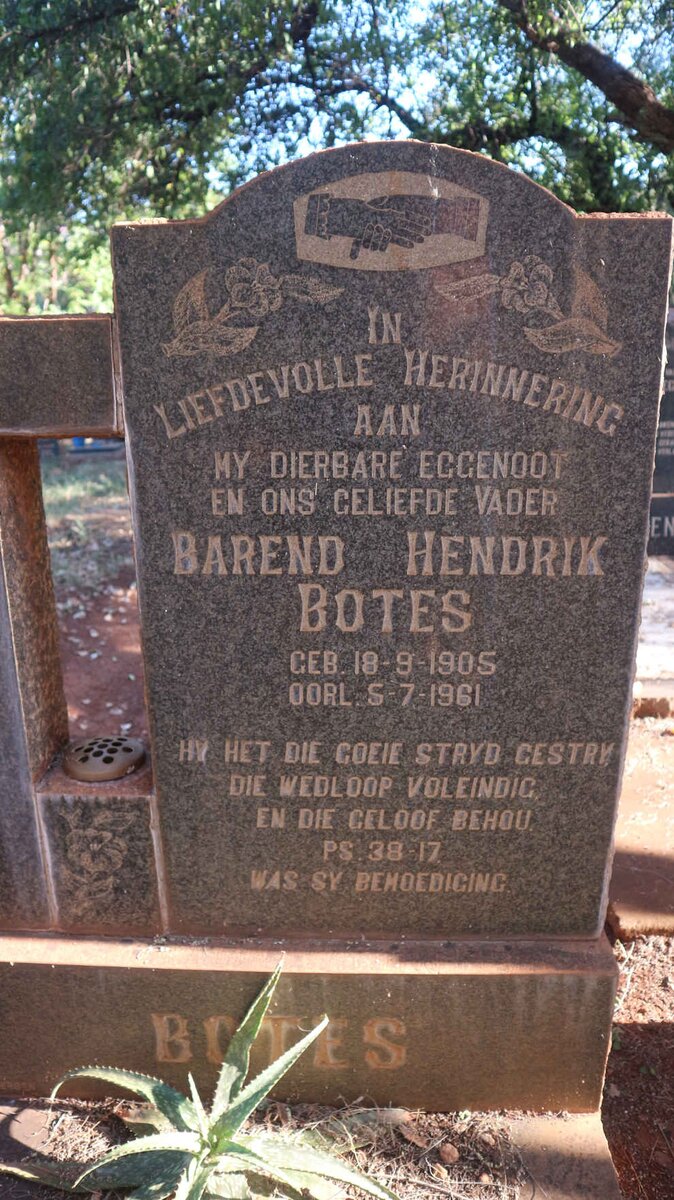 IN
LIEFDEVOLLE HERINNERING
AAN
MY DIERBARE EGGENOOT
EN ONS GELIEFDE VADER
BAREND HENDRIK
BOTES
GEB. 18-9-1905
OORL. 5-7-1961
HY HET DIE GOEIE STRYD GESTRY,
DIE WEDLOOP VOLEINDIG,
EN DIE GELOOF BEHOU.
PS. 38-17.
WAS SY BEMOEDIGING.
BOTES
EN